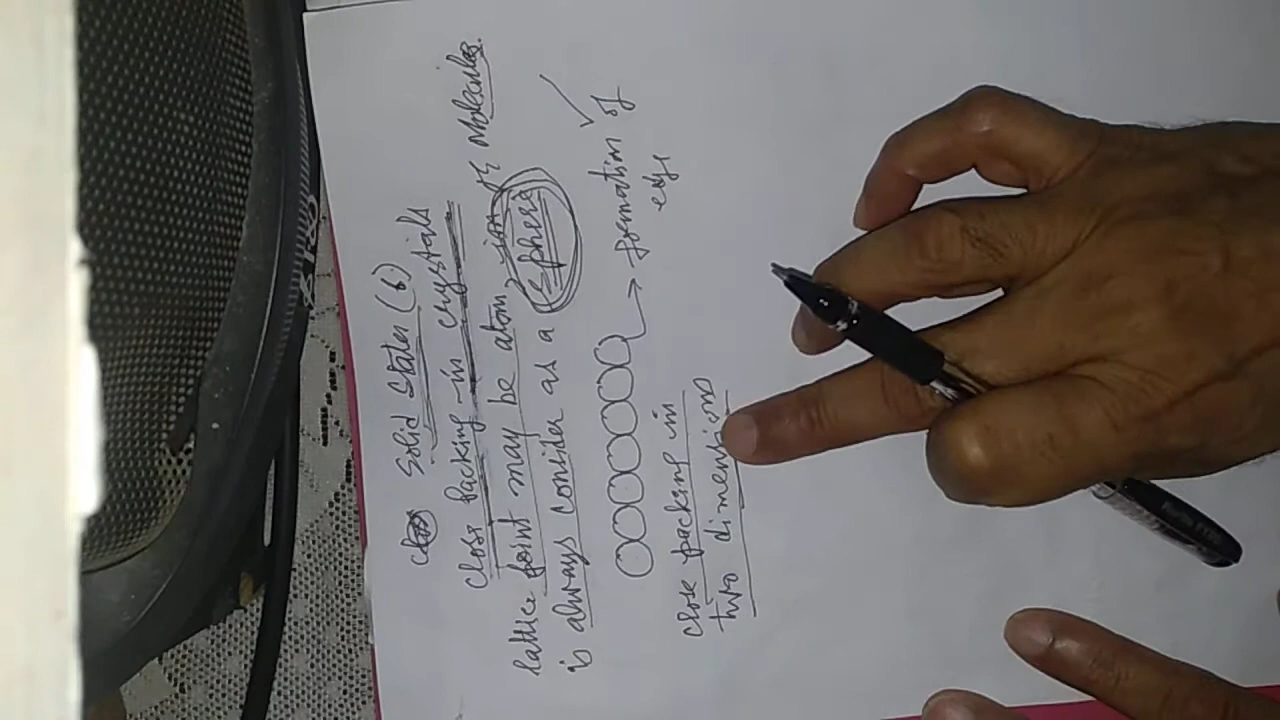 Solid States (6)
Close Packing in crystals
lattice point may be atom, ion or Molecules.
is always consider as a sphere
→ formation of
edge
close packing in
two dimensions